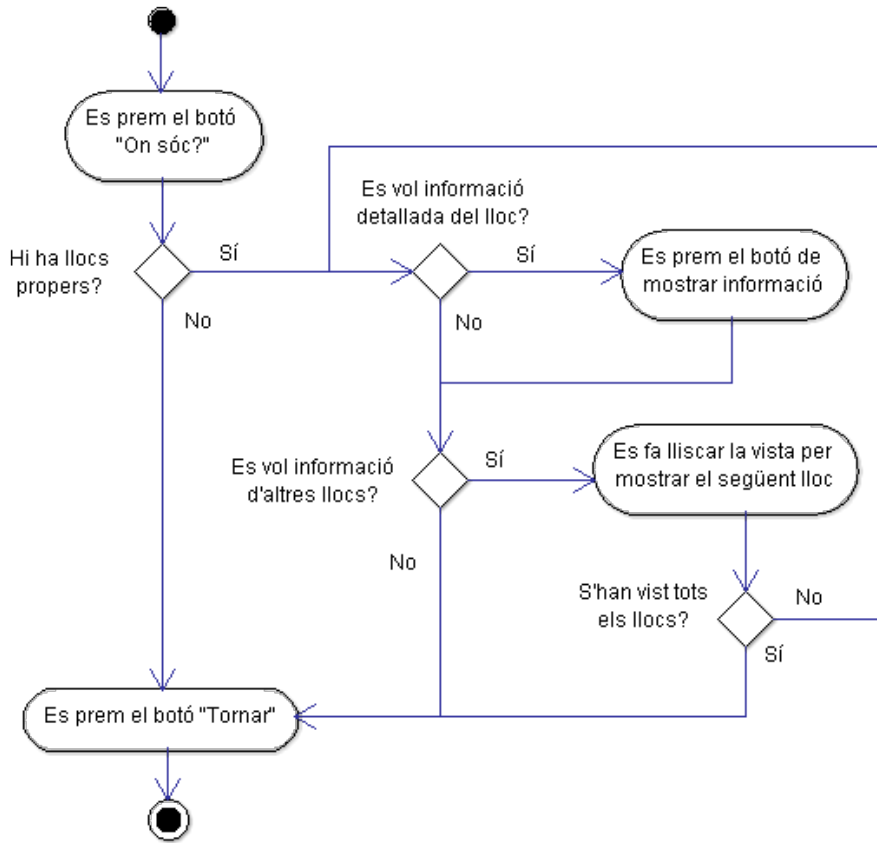 Es prem el botó
"On sóc?"
Es vol informació
detallada del lloc?
Hi ha llocs
propers?
Sí
Sí
Es prem el botó de
mostrar informació
No
No
Es vol informació
d'altres llocs?
Sí
Es fa lliscar la vista per
mostrar el següent lloc
No
S'han vist tots
els llocs?
No
Sí
Es prem el botó "Tornar"